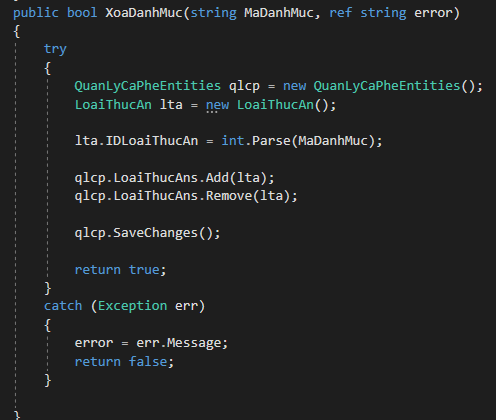 public bool XoaDanhMuc(string MaDanhMuc, ref string error)
{
try
{
QuanLyCaPheEntities qlcp = new QuanLyCaPheEntities();
LoaiThucAn lta = new LoaiThucAn();
lta.IDLoaiThucAn = int.Parse(MaDanhMuc);
qlcp.LoaiThucAns.Add(lta);
qlcp.LoaiThucAns.Remove(lta);
qlcp.SaveChanges();
return true;
}
catch (Exception err)
{
error = err.Message;
return false;
}
}